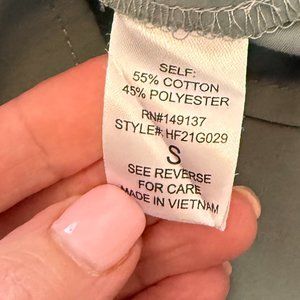 SELF:
55% COTTON
45% POLYESTER
RN#149137
STYLE#: HF21G029
S
SEE REVERSE
FOR CARE
MADE IN VIETNAM